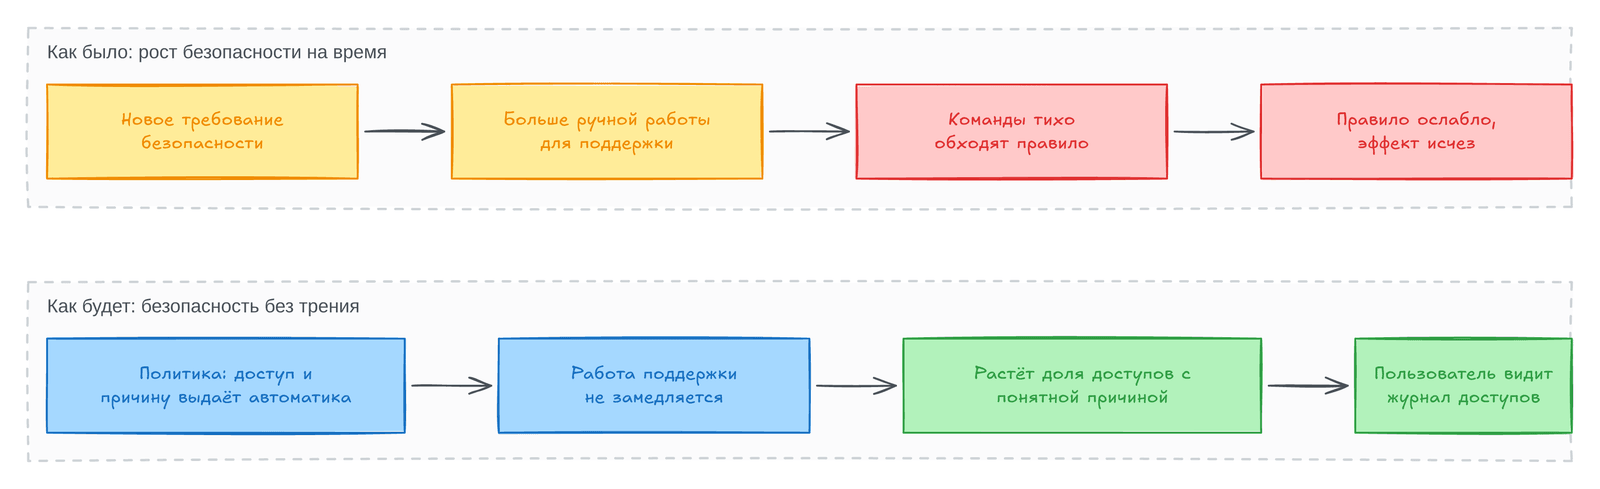 Как было: рост безопасности на время
Новое требование
безопасности
Больше ручной работы
для поддержки
Команды тихо
обходят правило
Правило ослабло,
эффект исчез
Как будет: безопасность без трения
Политика: доступ и
причину выдаёт автоматика
Работа поддержки
не замедляется
Растёт доля доступов с
понятной причиной
Пользователь видит
журнал доступов